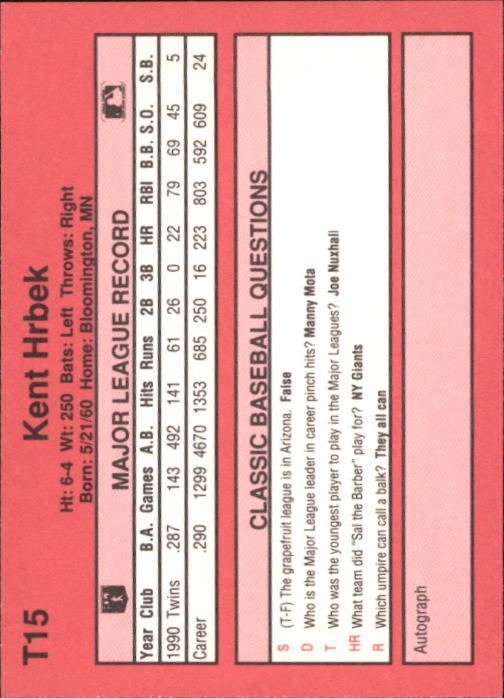 T15 Kent Hrbek
Ht: 6-4 Wt: 250 Bats: Left Throws: Right
Born: 5/21/60 Home: Bloomington, MN
MAJOR LEAGUE RECORD
Year Club B.A. Games A.B. Hits Runs 2B 3B HR RBI B.B. S.O. S.B.
1990 Twins .287 143 492 141 61 26 0 22 79 69 45 5
Career .290 1299 4670 1353 685 250 16 223 803 592 609 24
CLASSIC BASEBALL QUESTIONS
S (T-F) The grapefruit league is in Arizona. False
D Who is the Major League leader in career pinch hits? Manny Mota
T Who was the youngest player to play in the Major Leagues? Joe Nuxhall
HR What team did "Sal the Barber" play for? NY Giants
R Which umpire can call a balk? They all can
Autograph